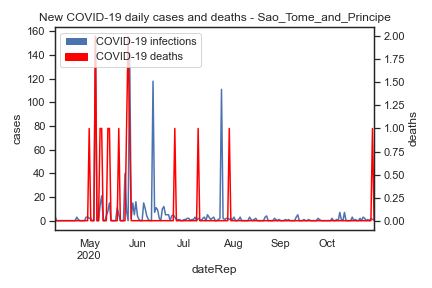 New COVID-19 daily cases and deaths - Sao_Tome_and_Principe
COVID-19 infections
COVID-19 deaths
160
140
120
100
80
60
40
20
0
cases
2.00
1.75
1.50
1.25
1.00
0.75
0.50
0.25
0.00
deaths
May Jun Jul Aug Sep Oct
2020
dateRep